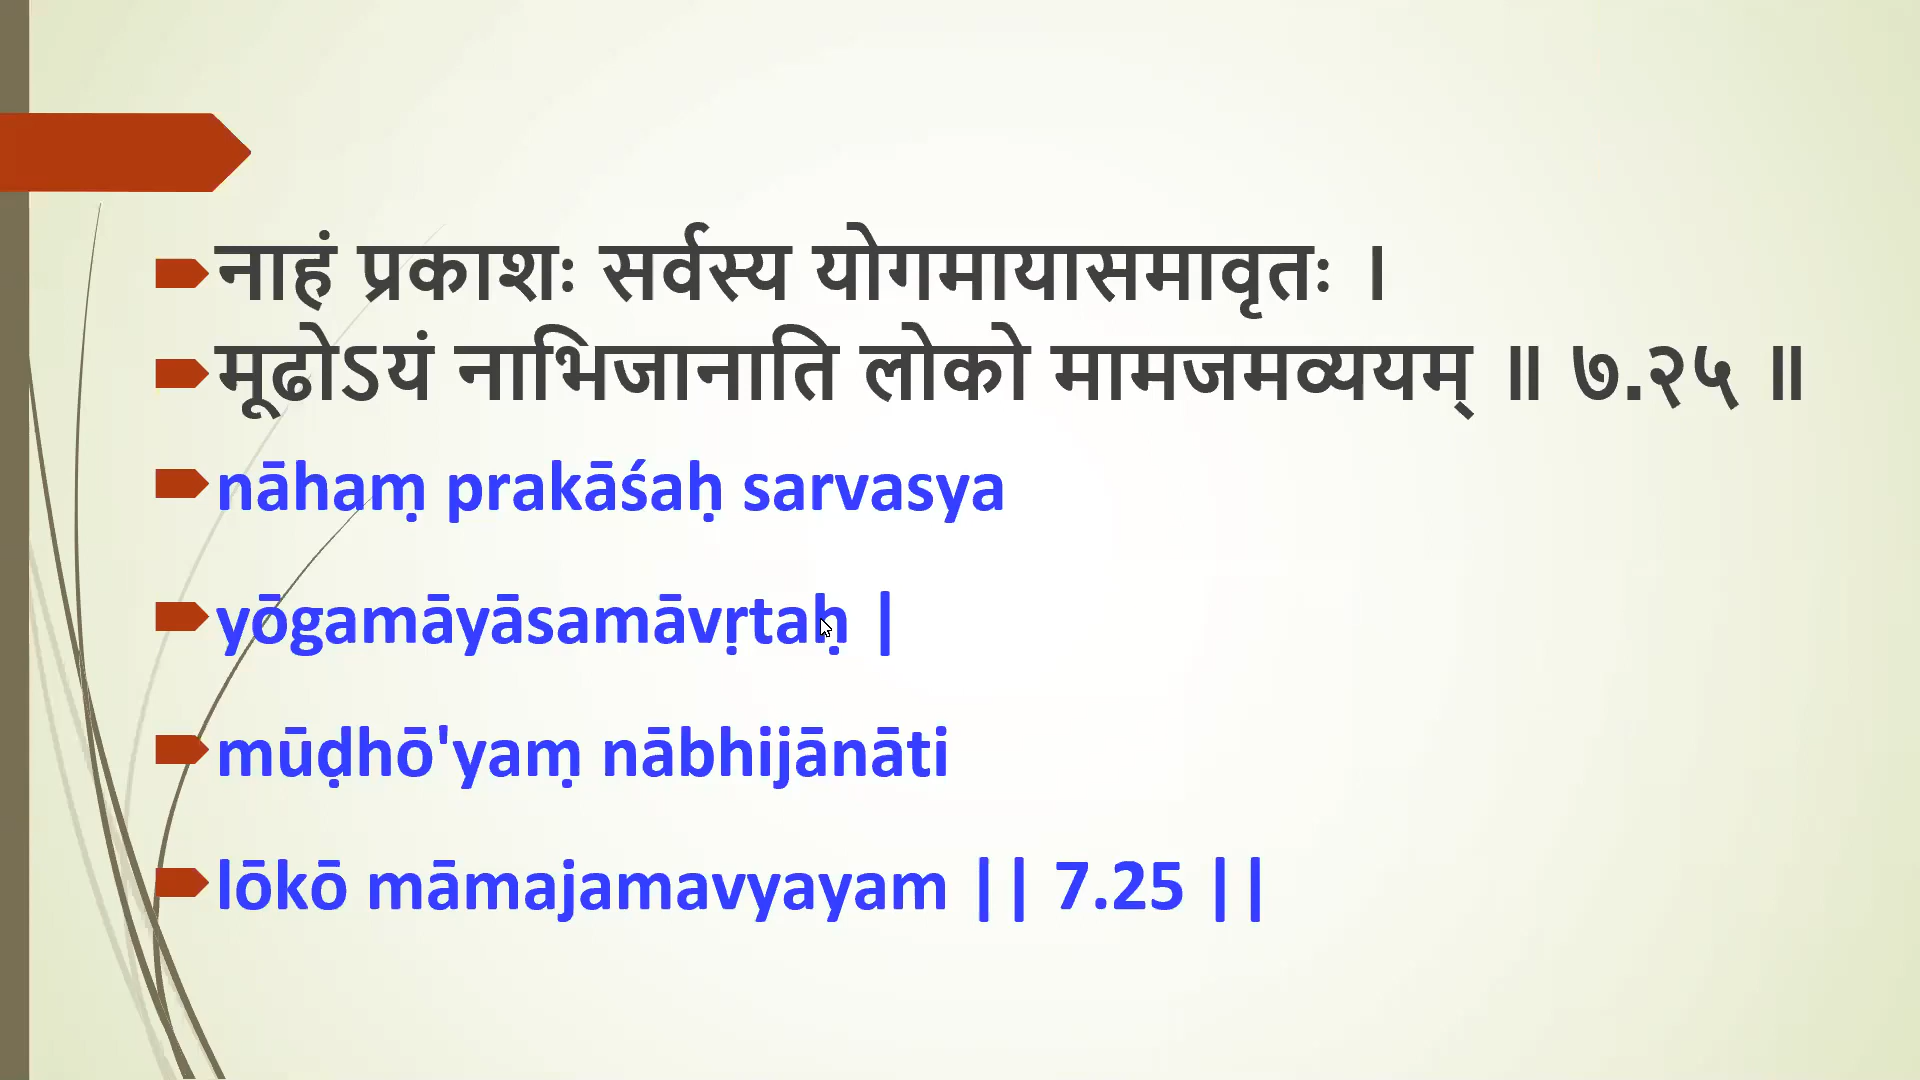 नाहं प्रकाशः सर्वस्य योगमायासमावृतः ।
मूढोऽयं नाभिजानाति लोको मामजमव्ययम् ॥ ७.२५ ॥
nāhaṃ prakāśaḥ sarvasya
yōgamāyāsamāvṛtaḥ |
mūḍhō'yaṃ nābhijānāti
lōkō māmajamavyayam || 7.25 ||